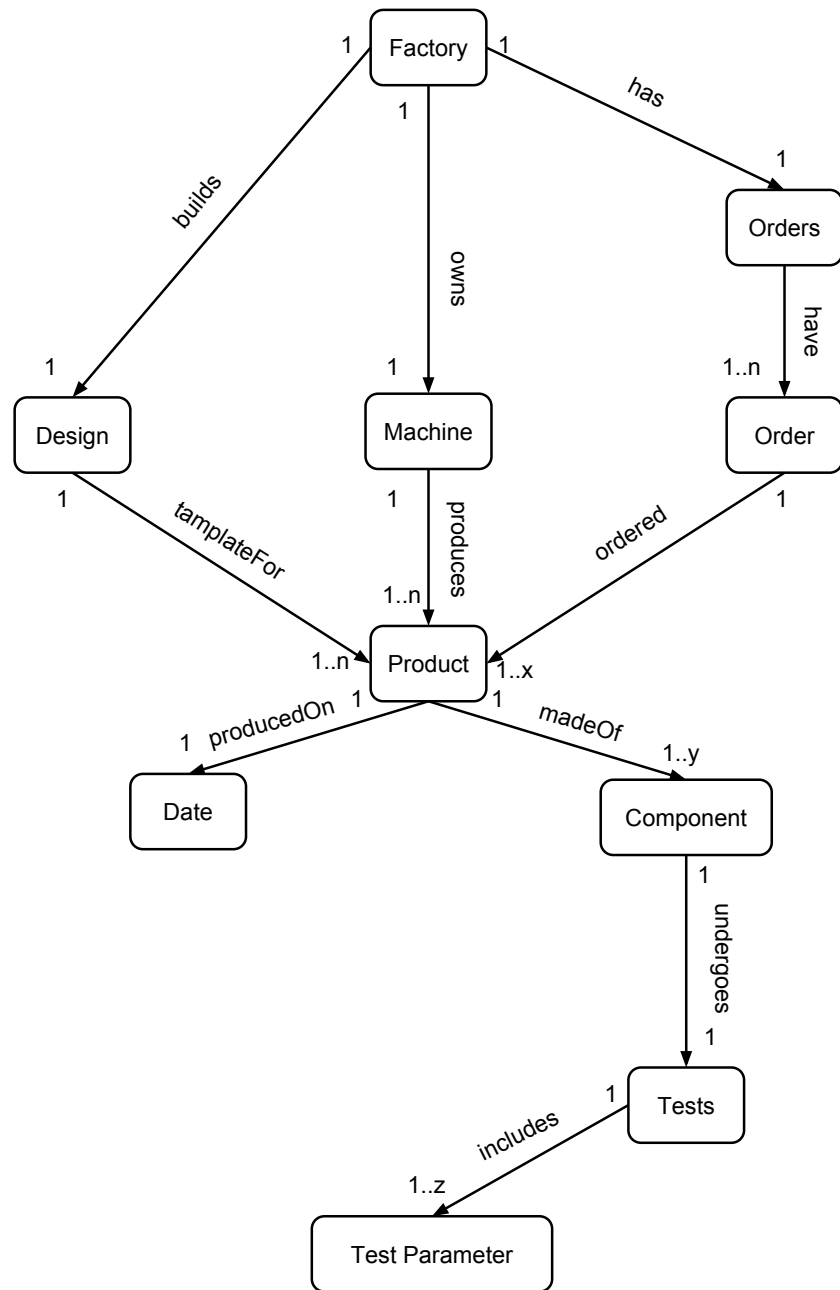 1
Factory
1
has
1
1
builds
Orders
owns
have
1
1
1..n
Design
Machine
Order
1
1
1
tamplateFor
produces
ordered
1..n
1..n
Product
1..x
1
1
producedOn
madeOf
1
1..y
Date
Component
1
undergoes
1
1
Tests
includes
1..z
Test Parameter